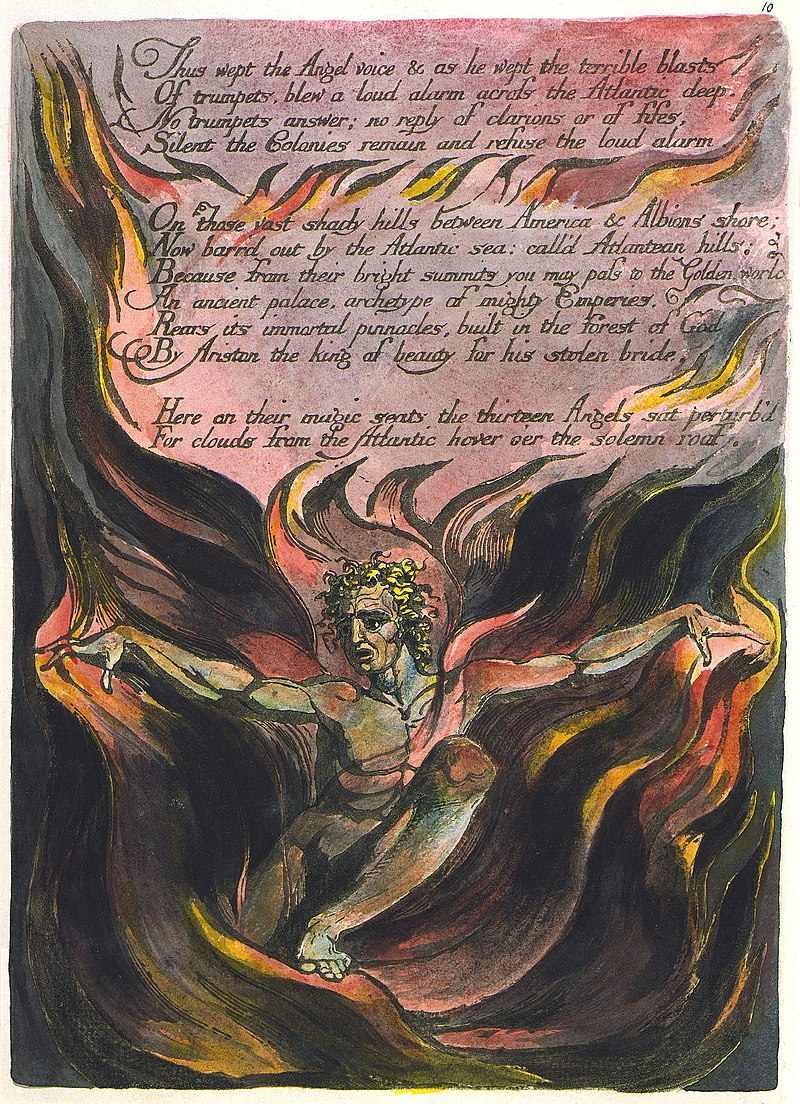 10
Thus wept the Angel voice & as he wept the terrible blasts
Of trumpets, blew a loud alarm across the Atlantic deep.
No trumpets answer; no reply of clarions or of fifes,
Silent the Colonies remain and refuse the loud alarm
On those vast shady hills between America & Albions shore;
Now barr'd out by the Atlantic sea: call'd Atlantean hills:
Because from their bright summits you may pass to the Golden world
An ancient palace, archetype of mighty Emperies,
Rears its immortal pinnacles, built in the forest of God
By Ariston the king of beauty for his stolen bride,
Here on their magic seats the thirteen Angels sat perturb'd
For clouds from the Atlantic hover o'er the solemn roof.